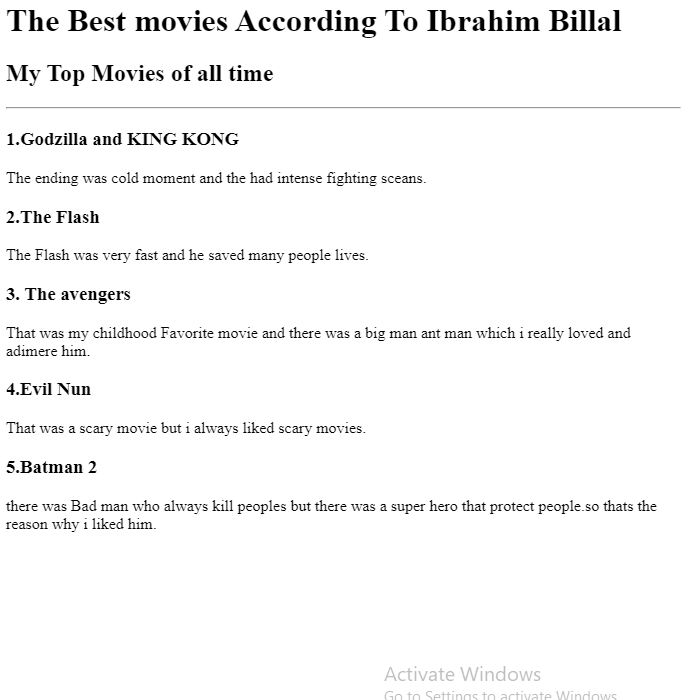 The Best movies According To Ibrahim Billal
My Top Movies of all time
1.Godzilla and KING KONG
The ending was cold moment and the had intense fighting sceans.
2.The Flash
The Flash was very fast and he saved many people lives.
3. The avengers
That was my childhood Favorite movie and there was a big man ant man which i really loved and
adimere him.
4.Evil Nun
That was a scary movie but i always liked scary movies.
5.Batman 2
there was Bad man who always kill peoples but there was a super hero that protect people.so thats the
reason why i liked him.
Activate Windows
Go to Settings to activate Windows